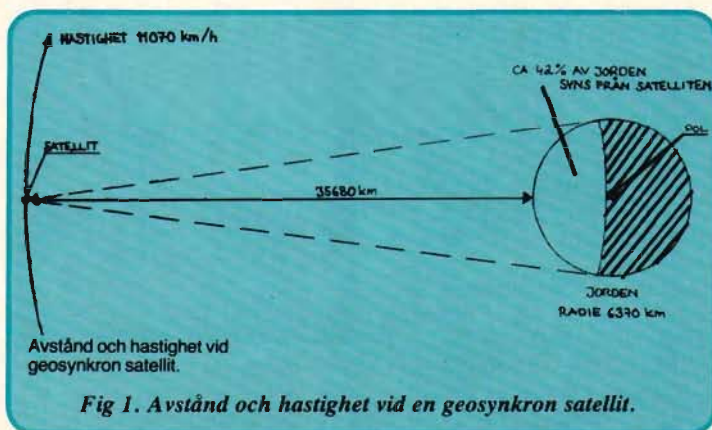 HASTIGHET 11070 km/h
CA 42% AV JORDEN
SYNS FRÅN SATELLITEN
SATELLIT
POL
35680 km
JORDEN
RADIE 6370 km
Avstånd och hastighet vid
geosynkron satellit.
Fig 1. Avstånd och hastighet vid en geosynkron satellit.